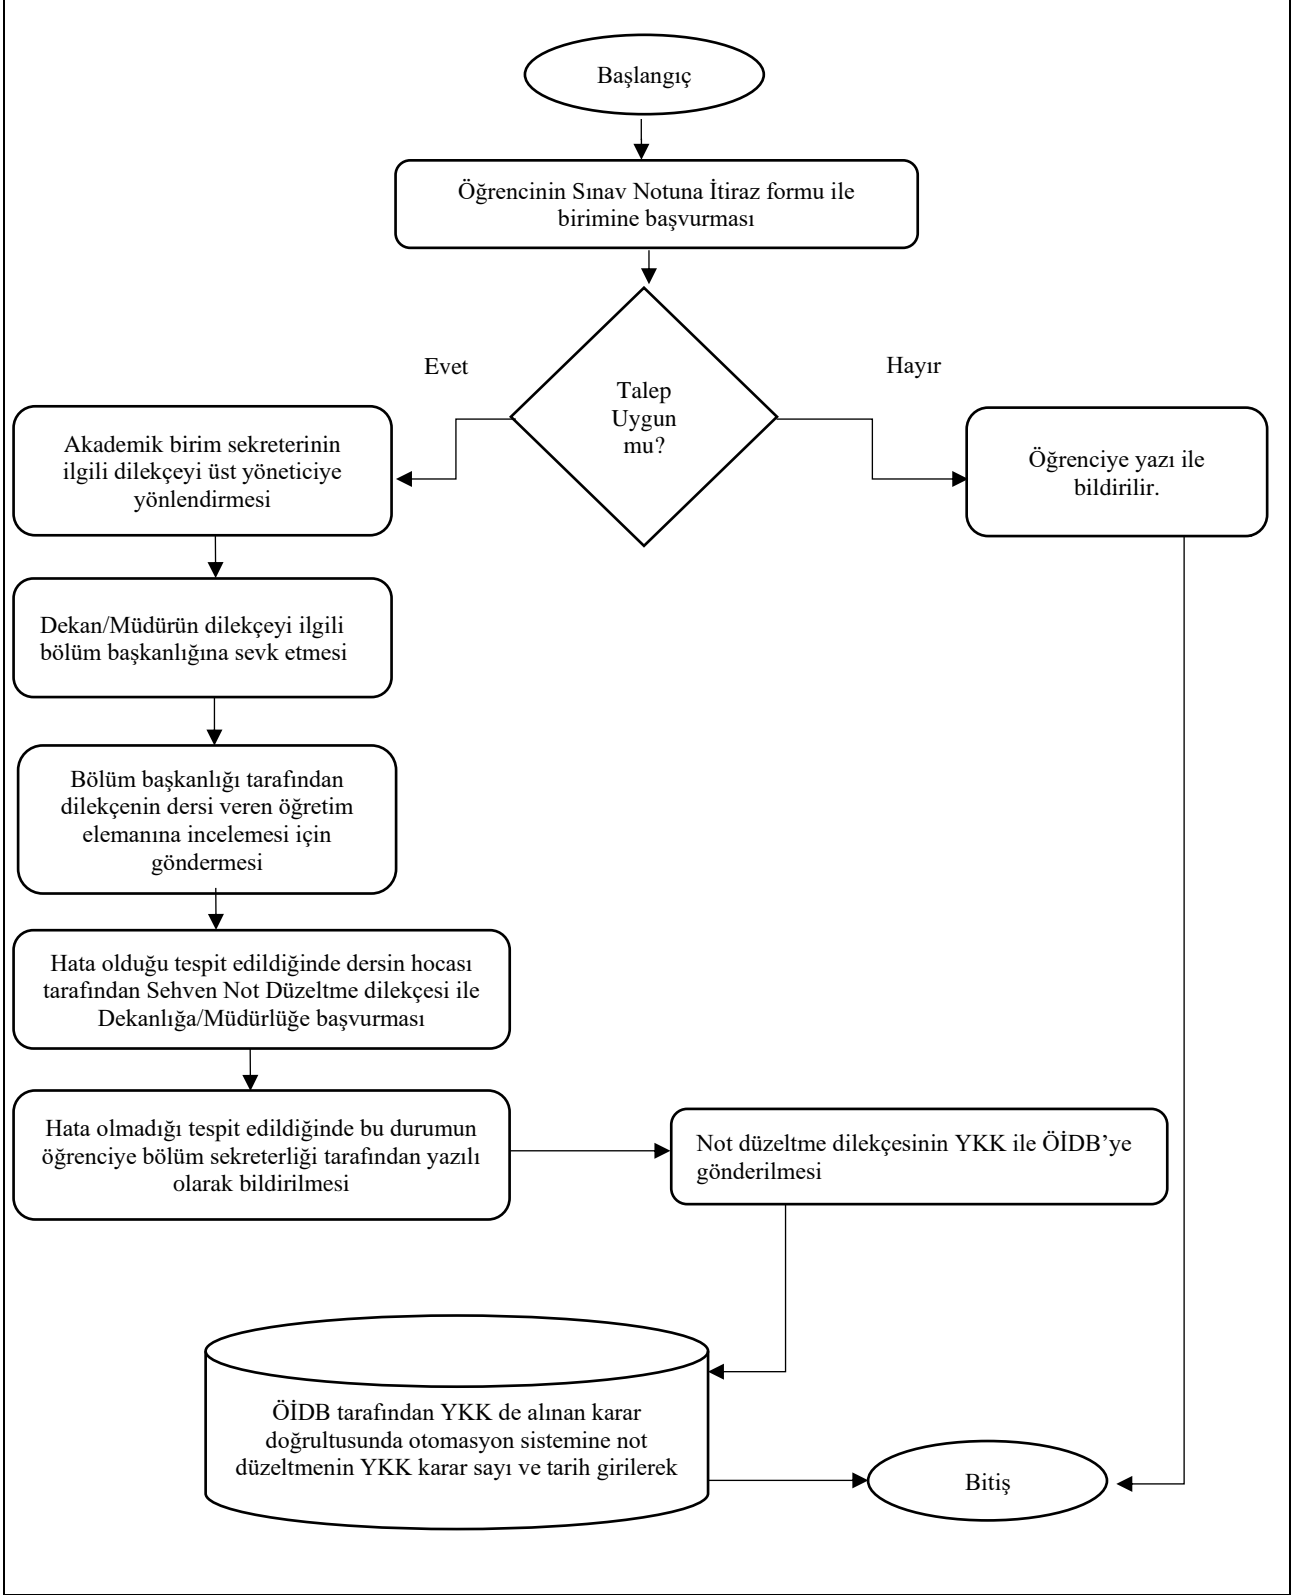 Başlangıç
Öğrencinin Sınav Notuna İtiraz formu ile
birimine başvurması
Evet
Hayır
Talep
Uygun
mu?
Akademik birim sekreterinin
ilgili dilekçeyi üst yöneticiye
yönlendirmesi
Öğrenciye yazı ile
bildirilir.
Dekan/Müdürün dilekçeyi ilgili
bölüm başkanlığına sevk etmesi
Bölüm başkanlığı tarafından
dilekçenin dersi veren öğretim
elemanına incelemesi için
göndermesi
Hata olduğu tespit edildiğinde dersin hocası
tarafından Sehven Not Düzeltme dilekçesi ile
Dekanlığa/Müdürlüğe başvurması
Hata olmadığı tespit edildiğinde bu durumun
öğrenciye bölüm sekreterliği tarafından yazılı
olarak bildirilmesi
Not düzeltme dilekçesinin YKK ile ÖİDB’ye
gönderilmesi
ÖİDB tarafından YKK de alınan karar
doğrultusunda otomasyon sistemine not
düzeltmenin YKK karar sayı ve tarih girilerek
Bitiş